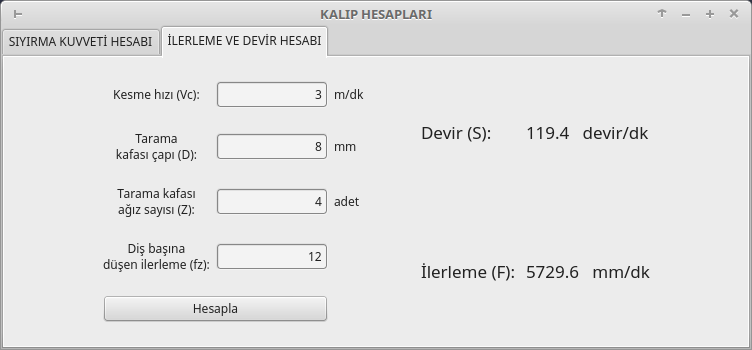 KALIP HESAPLARI
SIYIRMA KUVVETİ HESABI
İLERLEME VE DEVİR HESABI
Kesme hızı (Vc): 3 m/dk
Tarama
kafası çapı (D): 8 mm
Tarama kafası
ağız sayısı (Z): 4 adet
Diş başına
düşen ilerleme (fz): 12
Hesapla
Devir (S): 119.4 devir/dk
İlerleme (F): 5729.6 mm/dk